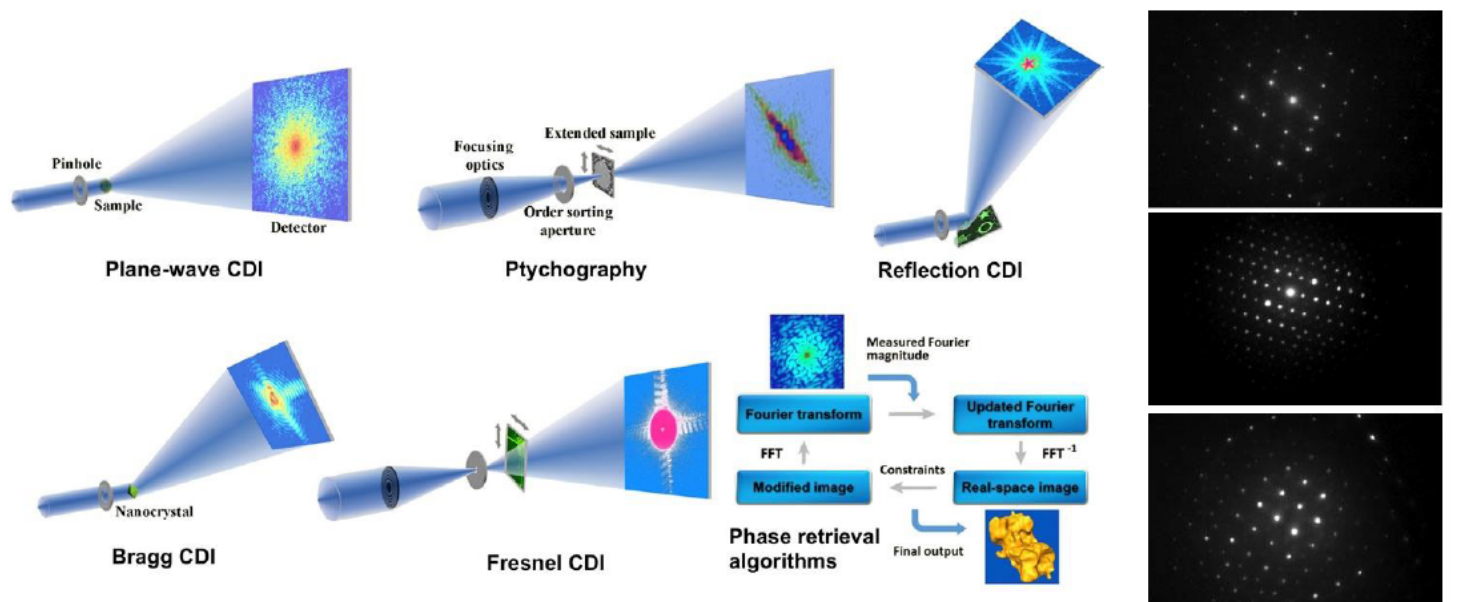 Pinhole
Sample
Detector
Plane-wave CDI
Focusing
optics
Extended sample
Order sorting
aperture
Ptychography
Reflection CDI
Nanocrystal
Bragg CDI
Fresnel CDI
Measured Fourier
magnitude
Fourier transform
Updated Fourier
transform
FFT
FFT -1
Constraints
Modified image
Real-space image
Phase retrieval
algorithms
Final output